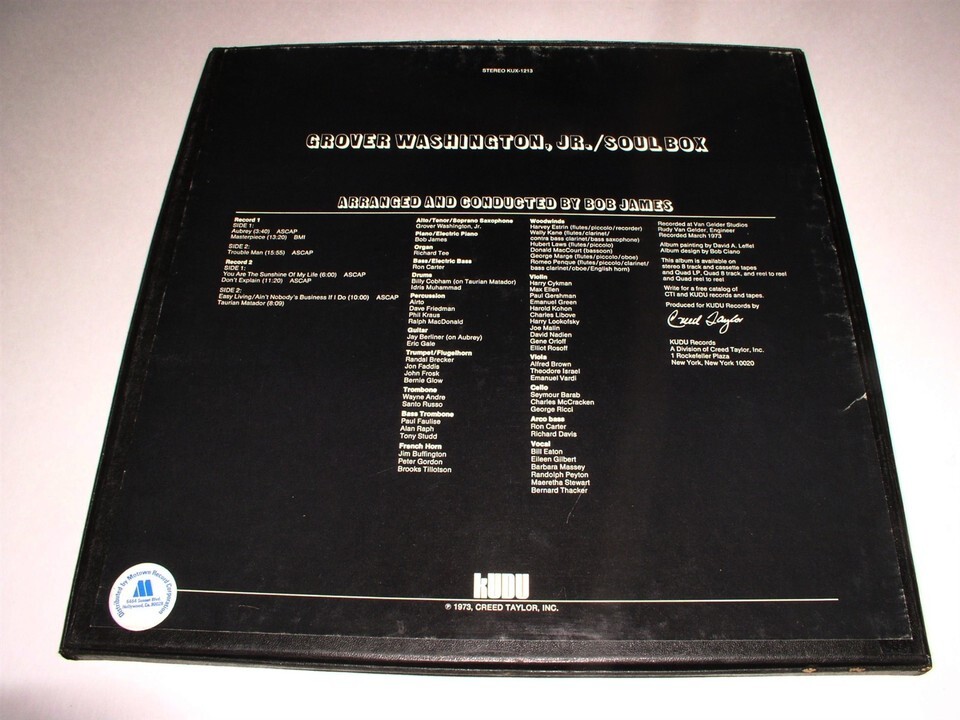 STEREO KUX-1213
GROVER WASHINGTON, JR./SOUL BOX
ARRANGED AND CONDUCTED BY BOB JAMES
Record 1
SIDE 1:
Aubrey (3:40) ASCAP
Masterpiece (13:20) BMI
SIDE 2:
Trouble Man (15:55) ASCAP
Record 2
SIDE 1:
You Are The Sunshine Of My Life (6:00) ASCAP
Don't Explain (11:20) ASCAP
SIDE 2:
Easy Living/Ain't Nobody's Business If I Do (10:00) ASCAP
Taurian Matador (8:09)
Alto/Tenor/Soprano Saxophone
Grover Washington, Jr.
Piano/Electric Piano
Bob James
Organ
Richard Tee
Bass/Electric Bass
Ron Carter
Drums
Billy Cobham (on Taurian Matador)
Idris Muhammad
Percussion
Airto
Dave Friedman
Phil Kraus
Ralph MacDonald
Guitar
Jay Berliner (on Aubrey)
Eric Gale
Trumpet/Flugelhorn
Randal Brecker
Jon Faddis
John Frosk
Bernie Glow
Trombone
Wayne Andre
Santo Russo
Bass Trombone
Paul Faulise
Alan Raph
Tony Studd
French Horn
Jim Buffington
Peter Gordon
Brooks Tillotson
Woodwinds
Harvey Estrin (flutes/piccolo/recorder)
Wally Kane (flutes/clarinet/
contra bass clarinet/bass saxophone)
Hubert Laws (flutes/piccolo)
Donald MacCourt (bassoon)
George Marge (flutes/piccolo/oboe)
Romeo Penque (flutes/piccolo/clarinet/
bass clarinet/oboe/English horn)
Violin
Harry Cykman
Max Ellen
Paul Gershman
Emanuel Green
Harold Kohon
Charles Libove
Harry Lookofsky
Joe Malin
David Nadien
Gene Orloff
Elliot Rosoff
Viola
Alfred Brown
Theodore Israel
Emanuel Vardi
Cello
Seymour Barab
Charles McCracken
George Ricci
Arco bass
Ron Carter
Richard Davis
Vocal
Bill Eaton
Eileen Gilbert
Barbara Massey
Randolph Peyton
Maeretha Stewart
Bernard Thacker
Recorded at Van Gelder Studios
Rudy Van Gelder, Engineer
Recorded March 1973
Album painting by David A. Leffel
Album design by Bob Ciano
This album is available on
stereo 8 track and cassette tapes
and Quad LP, Quad 8 track, and reel to reel
and Quad reel to reel
Write for a free catalog of
CTI and KUDU records and tapes.
Produced for KUDU Records by
Creed Taylor
KUDU Records
A Division of Creed Taylor, Inc.
1 Rockefeller Plaza
New York, New York 10020
KUDU
℗ 1973, CREED TAYLOR, INC.
Distributed by Motown Record Corporation
M
6464 Sunset Blvd.
Hollywood, Ca. 90028